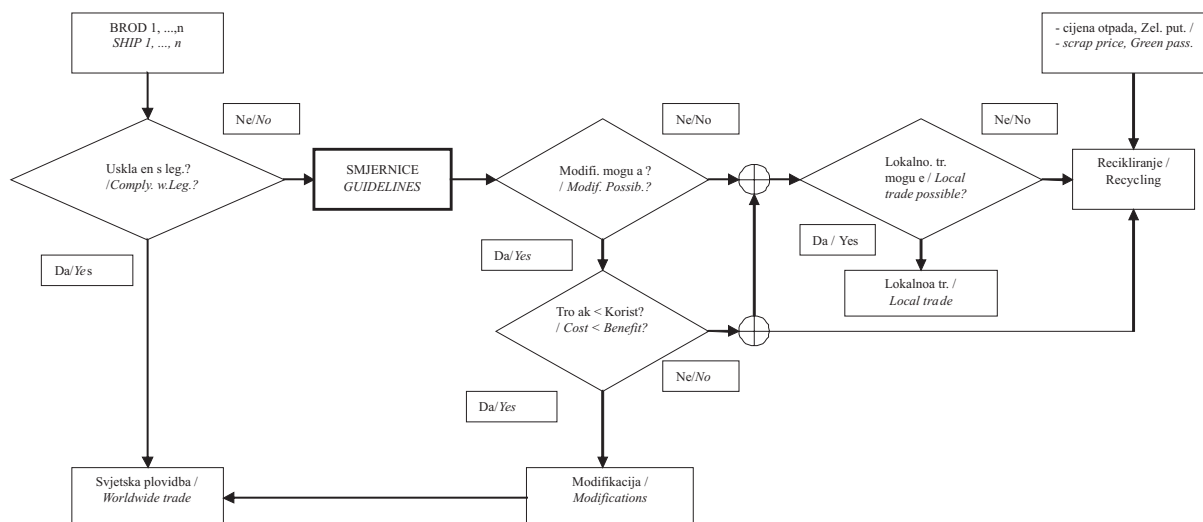 BROD 1, ...,n
SHIP 1, ..., n
- cijena otpada, Zel. put. /
- scrap price, Green pass.
Ne/No
Ne/No
Ne/No
Uskla en s leg.?
/Comply. w.Leg.?
SMJERNICE
GUIDELINES
Modifi. mogu a ?
/ Modif. Possib.?
Lokalno. tr.
mogu e / Local
trade possible?
Recikliranje /
Recycling
Da/Yes
Da/Yes
Da / Yes
Lokalnoa tr. /
Local trade
Tro ak < Korist?
/ Cost < Benefit?
Ne/No
Da/Yes
Svjetska plovidba /
Worldwide trade
Modifikacija /
Modifications